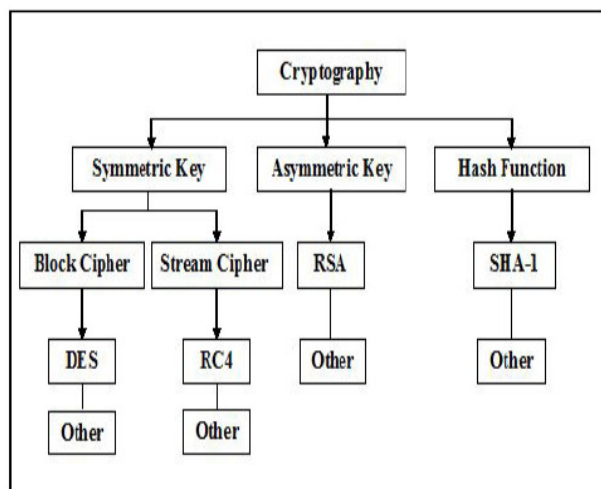 Cryptography
Symmetric Key
Asymmetric Key
Hash Function
Block Cipher
Stream Cipher
RSA
SHA-1
DES
RC4
Other
Other
Other
Other